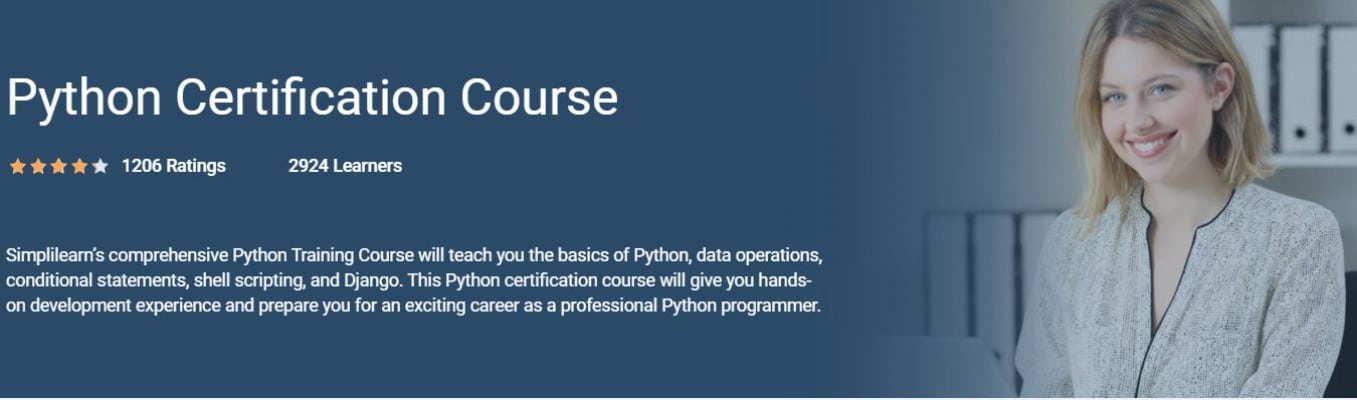 Python Certification Course
1206 Ratings 2924 Learners
Simplilearn's comprehensive Python Training Course will teach you the basics of Python, data operations,
conditional statements, shell scripting, and Django. This Python certification course will give you hands-
on development experience and prepare you for an exciting career as a professional Python programmer.